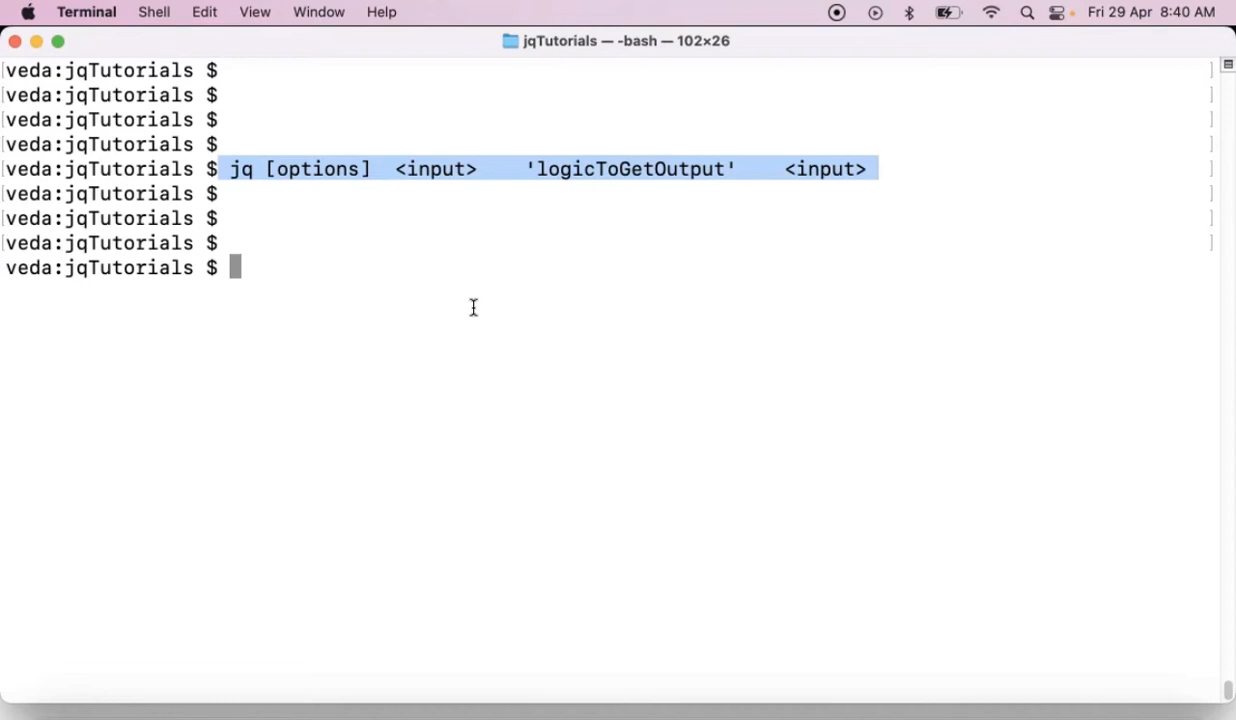 Terminal Shell Edit View Window Help Fri 29 Apr 8:40 AM
jqTutorials — -bash — 102×26
[veda:jqTutorials $ ]
[veda:jqTutorials $ ]
[veda:jqTutorials $ ]
[veda:jqTutorials $ ]
[veda:jqTutorials $ jq [options]  <input>    'logicToGetOutput'    <input> ]
[veda:jqTutorials $ ]
[veda:jqTutorials $ ]
[veda:jqTutorials $ ]
veda:jqTutorials $